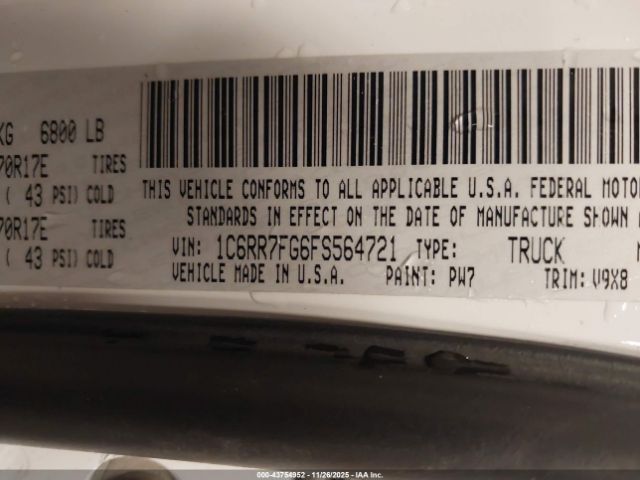 KG 6800 LB
70R17E TIRES
( 43 PSI) COLD
70R17E TIRES
( 43 PSI) COLD
THIS VEHICLE CONFORMS TO ALL APPLICABLE U.S.A. FEDERAL MOTO
STANDARDS IN EFFECT ON THE DATE OF MANUFACTURE SHOWN
VIN: 1C6RR7FG6FS564721 TYPE: TRUCK
VEHICLE MADE IN U.S.A. PAINT: PW7 TRIM: V9X8
000-43754952 - 11/26/2025 - IAA Inc.